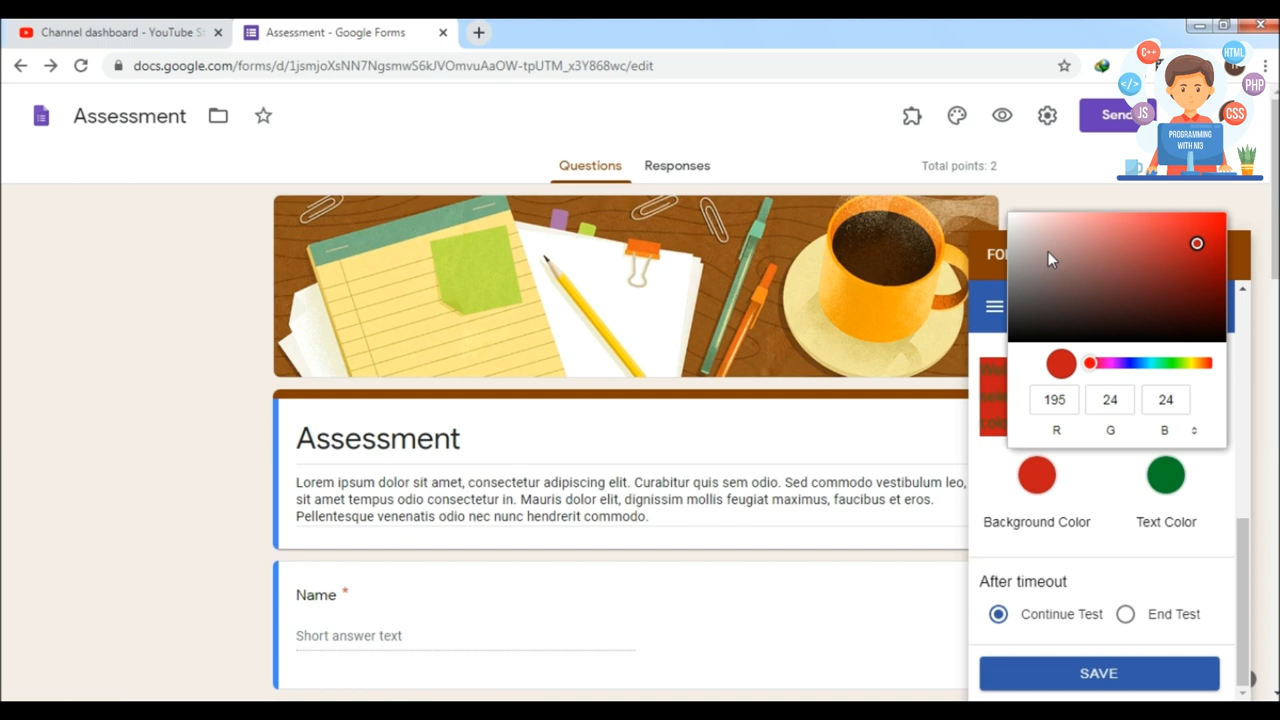 Channel dashboard - YouTube St
Assessment - Google Forms
docs.google.com/forms/d/1jsmjoXsNN7NgsmwS6kJVOmvuAaOW-tpUTM_x3Y868wc/edit
C++
HTML
</>
PHP
JS
CSS
PROGRAMMING
WITH NI3
Assessment
Send
Questions
Responses
Total points: 2
FO
195
24
24
R
G
B
Assessment
Lorem ipsum dolor sit amet, consectetur adipiscing elit. Curabitur quis sem odio. Sed commodo vestibulum leo,
sit amet tempus odio consectetur in. Mauris dolor elit, dignissim mollis feugiat maximus, faucibus et eros.
Pellentesque venenatis odio nec nunc hendrerit commodo.
Background Color
Text Color
Name *
Short answer text
After timeout
Continue Test
End Test
SAVE